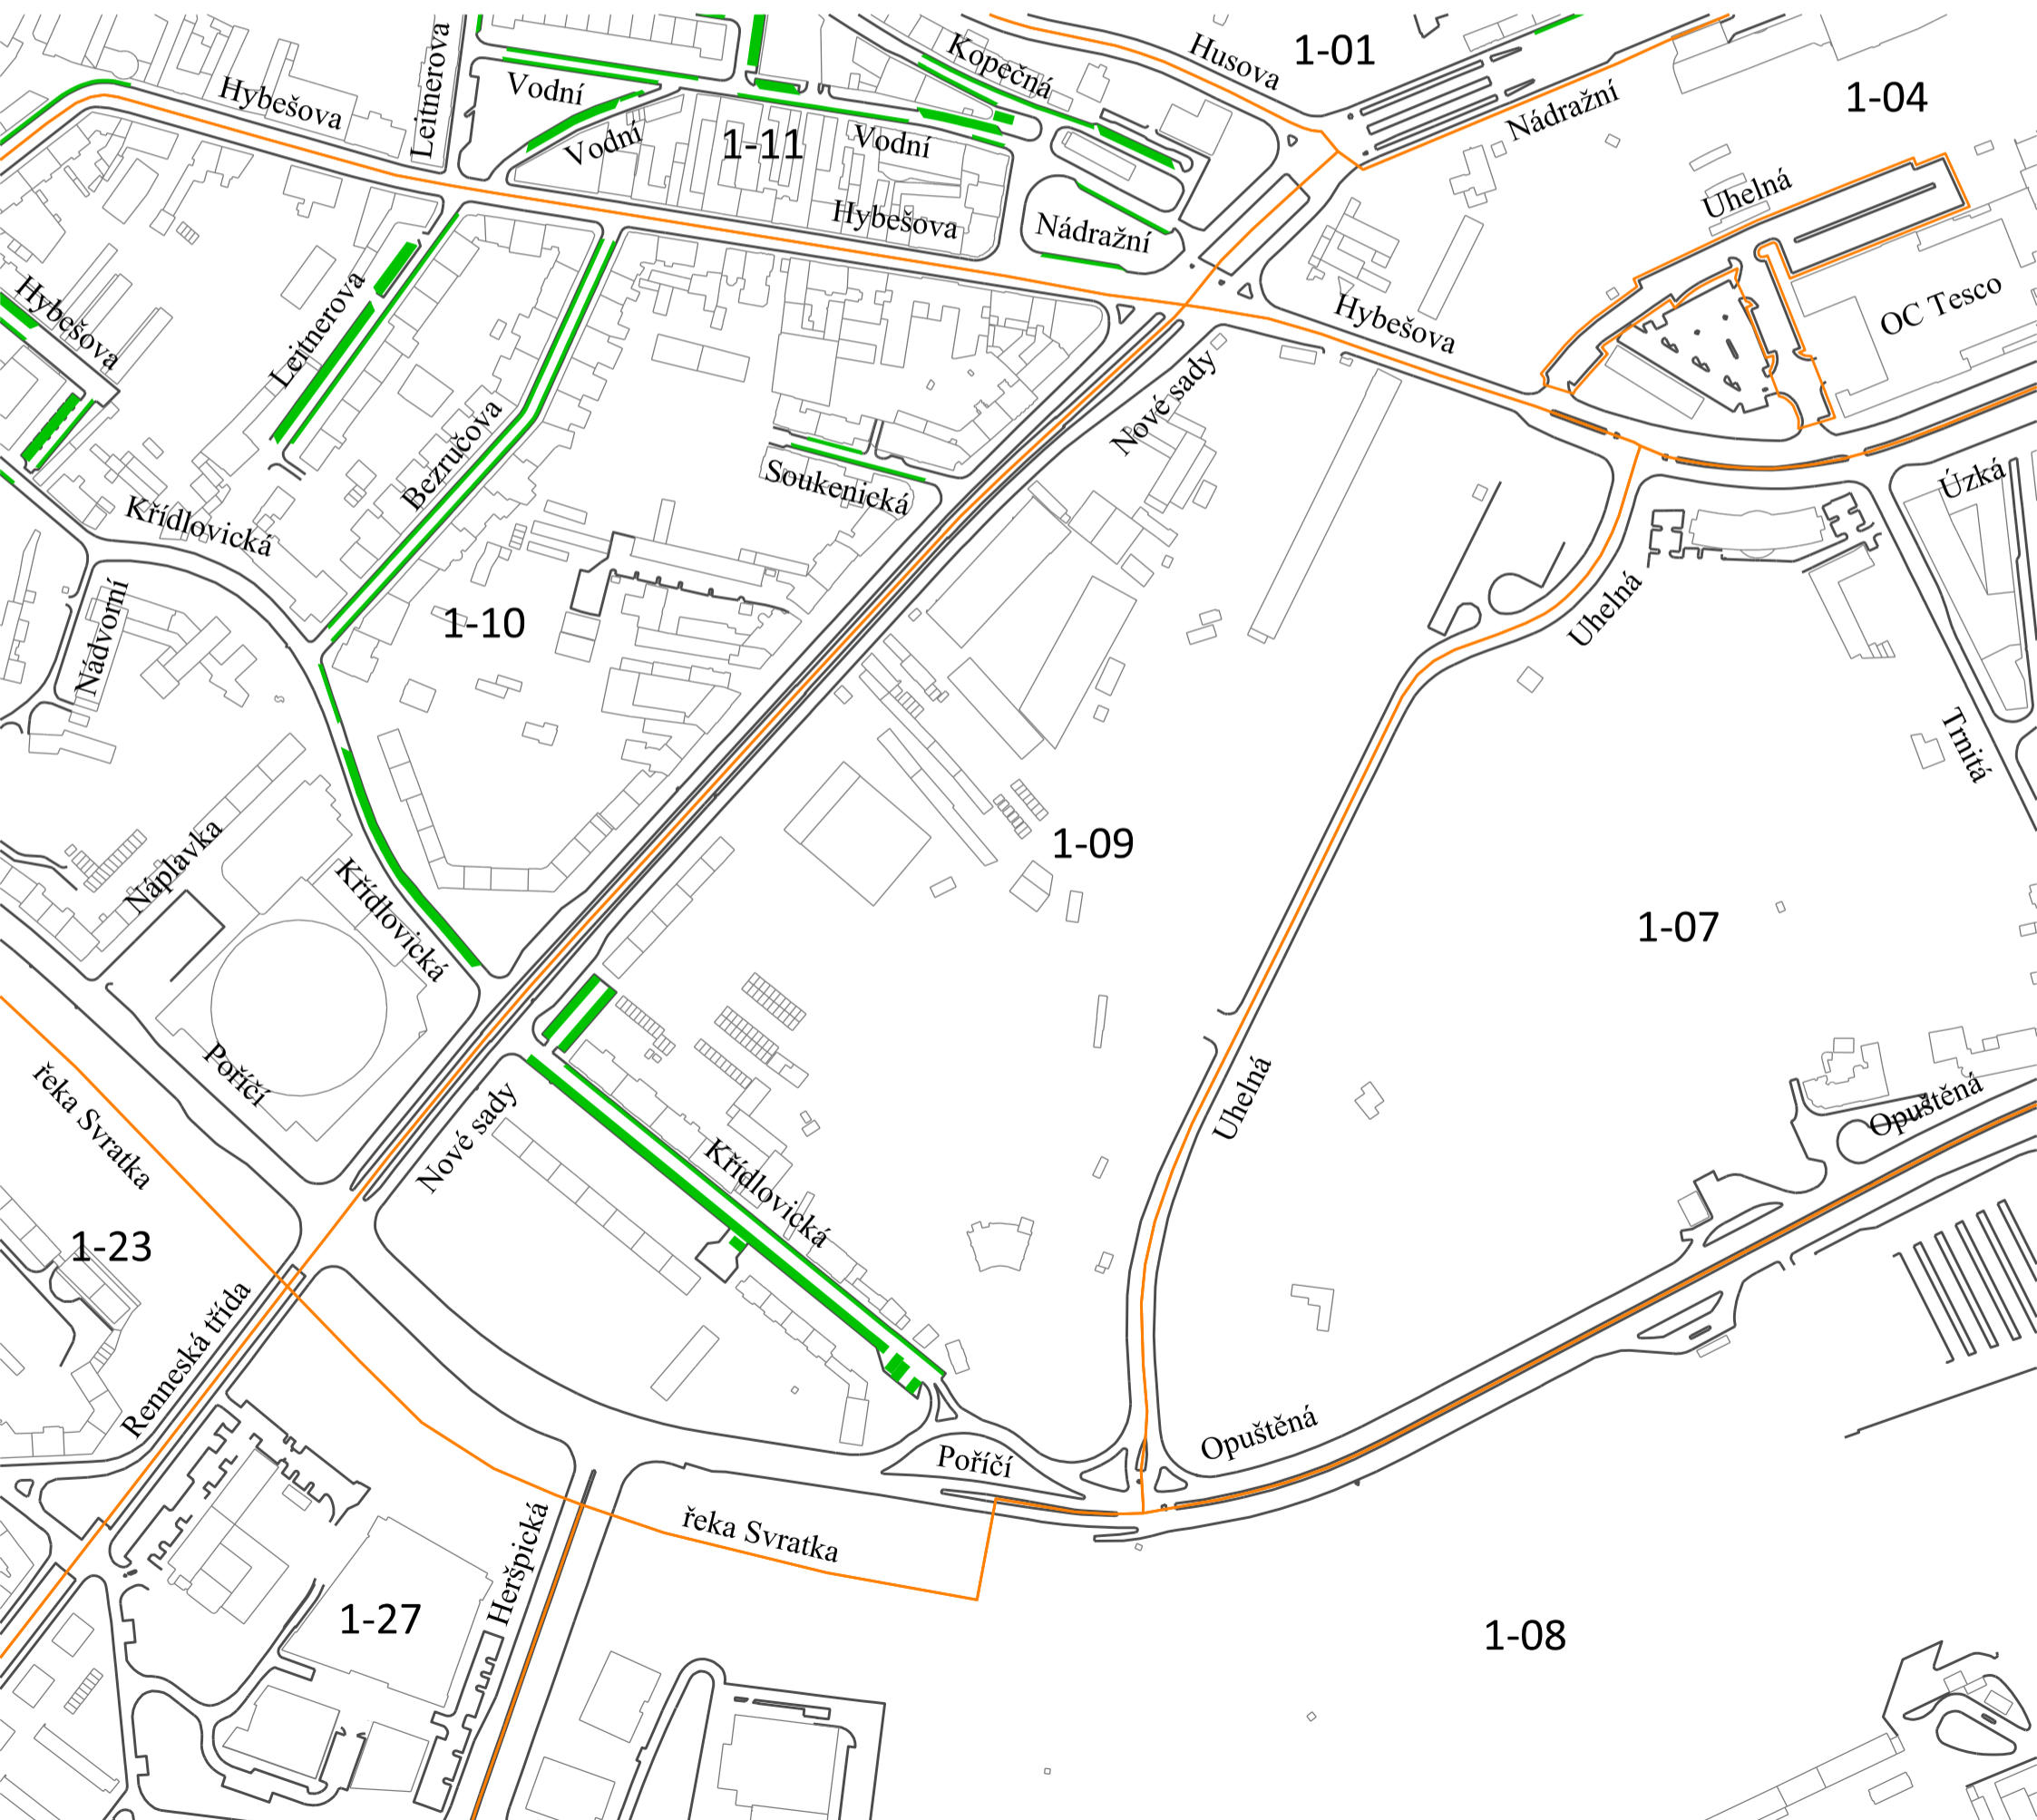 Husova
1-01
Kopečná
Leitnerova
Hybešova
Vodní
Nádražní
1-04
Vodní
1-11
Vodní
Uhelná
Hybešova
Nádražní
Hybešova
Leitnerova
Hybešova
OC Tesco
Nové sady
Bezručova
Soukenická
Úzká
Křídlovická
1-10
Nádvorní
Uhelná
Trnitá
1-09
Náplavka
Křídlovická
1-07
Poříčí
řeka Svratka
Nové sady
Uhelná
Opuštěná
Křídlovická
1-23
Renneská třída
Opuštěná
Poříčí
řeka Svratka
Heršpická
1-27
1-08